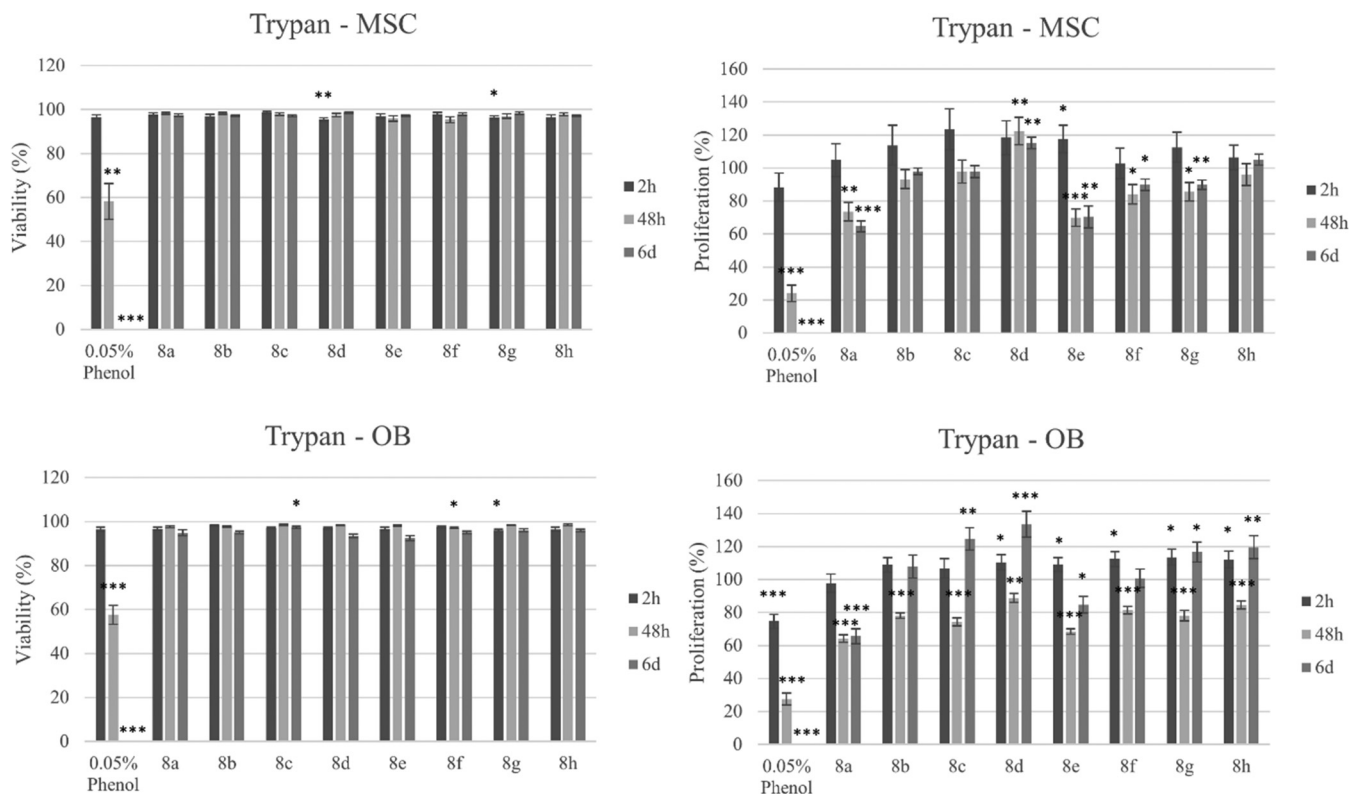 Trypan - MSC
Viability (%)
120
100
80
60
40
20
0
** *
**
***
0.05% 8a 8b 8c 8d 8e 8f 8g 8h
Phenol
2h
48h
6d
Trypan - MSC
Proliferation (%)
160
140
120
100
80
60
40
20
0
*** *** ** *** ** ** * *** ** * * * **
0.05% 8a 8b 8c 8d 8e 8f 8g 8h
Phenol
2h
48h
6d
Trypan - OB
Viability (%)
120
100
80
60
40
20
0
* * *
***
***
0.05% 8a 8b 8c 8d 8e 8f 8g 8h
Phenol
2h
48h
6d
Trypan - OB
Proliferation (%)
160
140
120
100
80
60
40
20
0
*** *** *** *** *** *** *** ** * ** *** * *** * * *** * *** * * *** **
0.05% 8a 8b 8c 8d 8e 8f 8g 8h
Phenol
2h
48h
6d